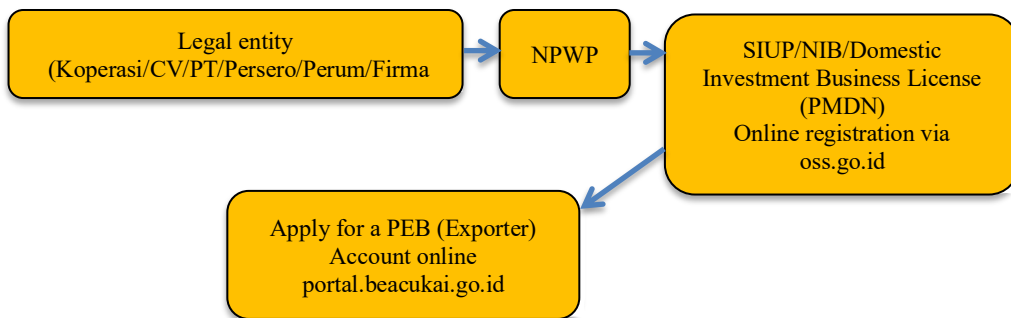 Legal entity
(Koperasi/CV/PT/Persero/Perum/Firma
NPWP
SIUP/NIB/Domestic
Investment Business License
(PMDN)
Online registration via
oss.go.id
Apply for a PEB (Exporter)
Account online
portal.beacukai.go.id